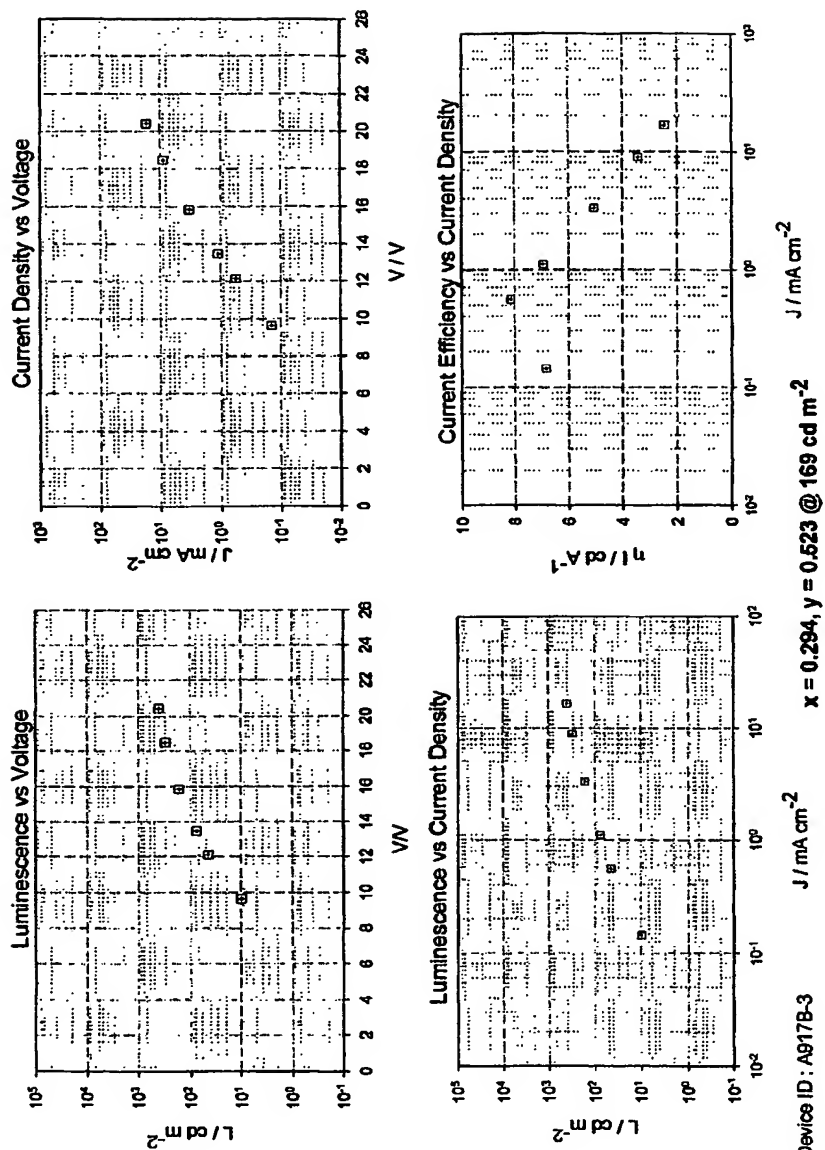 Luminescence vs Voltage
L / cd m⁻²
10⁵
10⁴
10³
10²
10¹
10⁰
10⁻¹
0 2 4 6 8 10 12 14 16 18 20 22 24 26
V/V
Current Density vs Voltage
J / mA cm⁻²
10³
10²
10¹
10⁰
10⁻¹
10⁻²
0 2 4 6 8 10 12 14 16 18 20 22 24 26
V / V
Luminescence vs Current Density
L / cd m⁻²
10⁵
10⁴
10³
10²
10¹
10⁰
10⁻¹
10⁻² 10⁻¹ 10⁰ 10¹ 10²
J / mA cm⁻²
Current Efficiency vs Current Density
η I / cd A⁻¹
10
8
6
4
2
0
10⁻² 10⁻¹ 10⁰ 10¹ 10²
J / mA cm⁻²
Device ID : A917B-3
x = 0.294, y = 0.523 @ 169 cd m⁻²